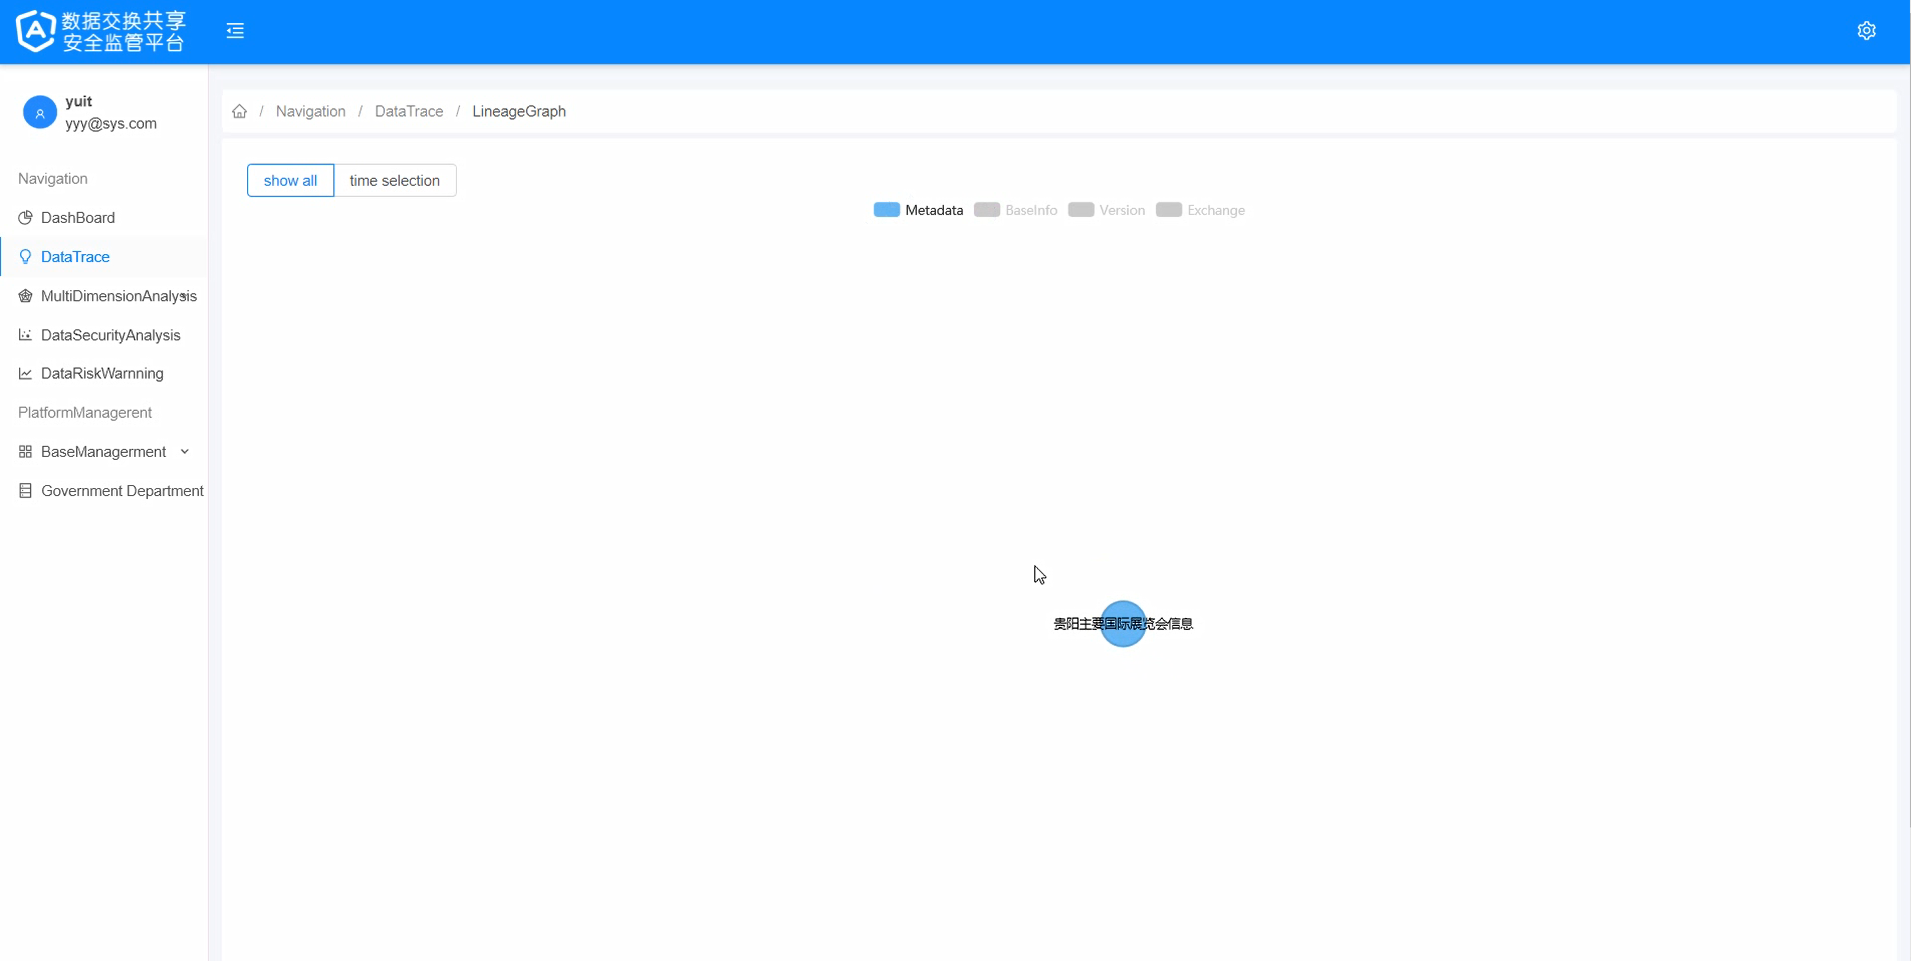 数据交换共享
安全监管平台
yuit
yyy@sys.com
Navigation
DashBoard
DataTrace
MultiDimensionAnalysis
DataSecurityAnalysis
DataRiskWarnning
PlatformManagerent
BaseManagerment
Government Department
/ Navigation / DataTrace / LineageGraph
show all time selection
Metadata BaseInfo Version Exchange
贵阳主要国际展览会信息